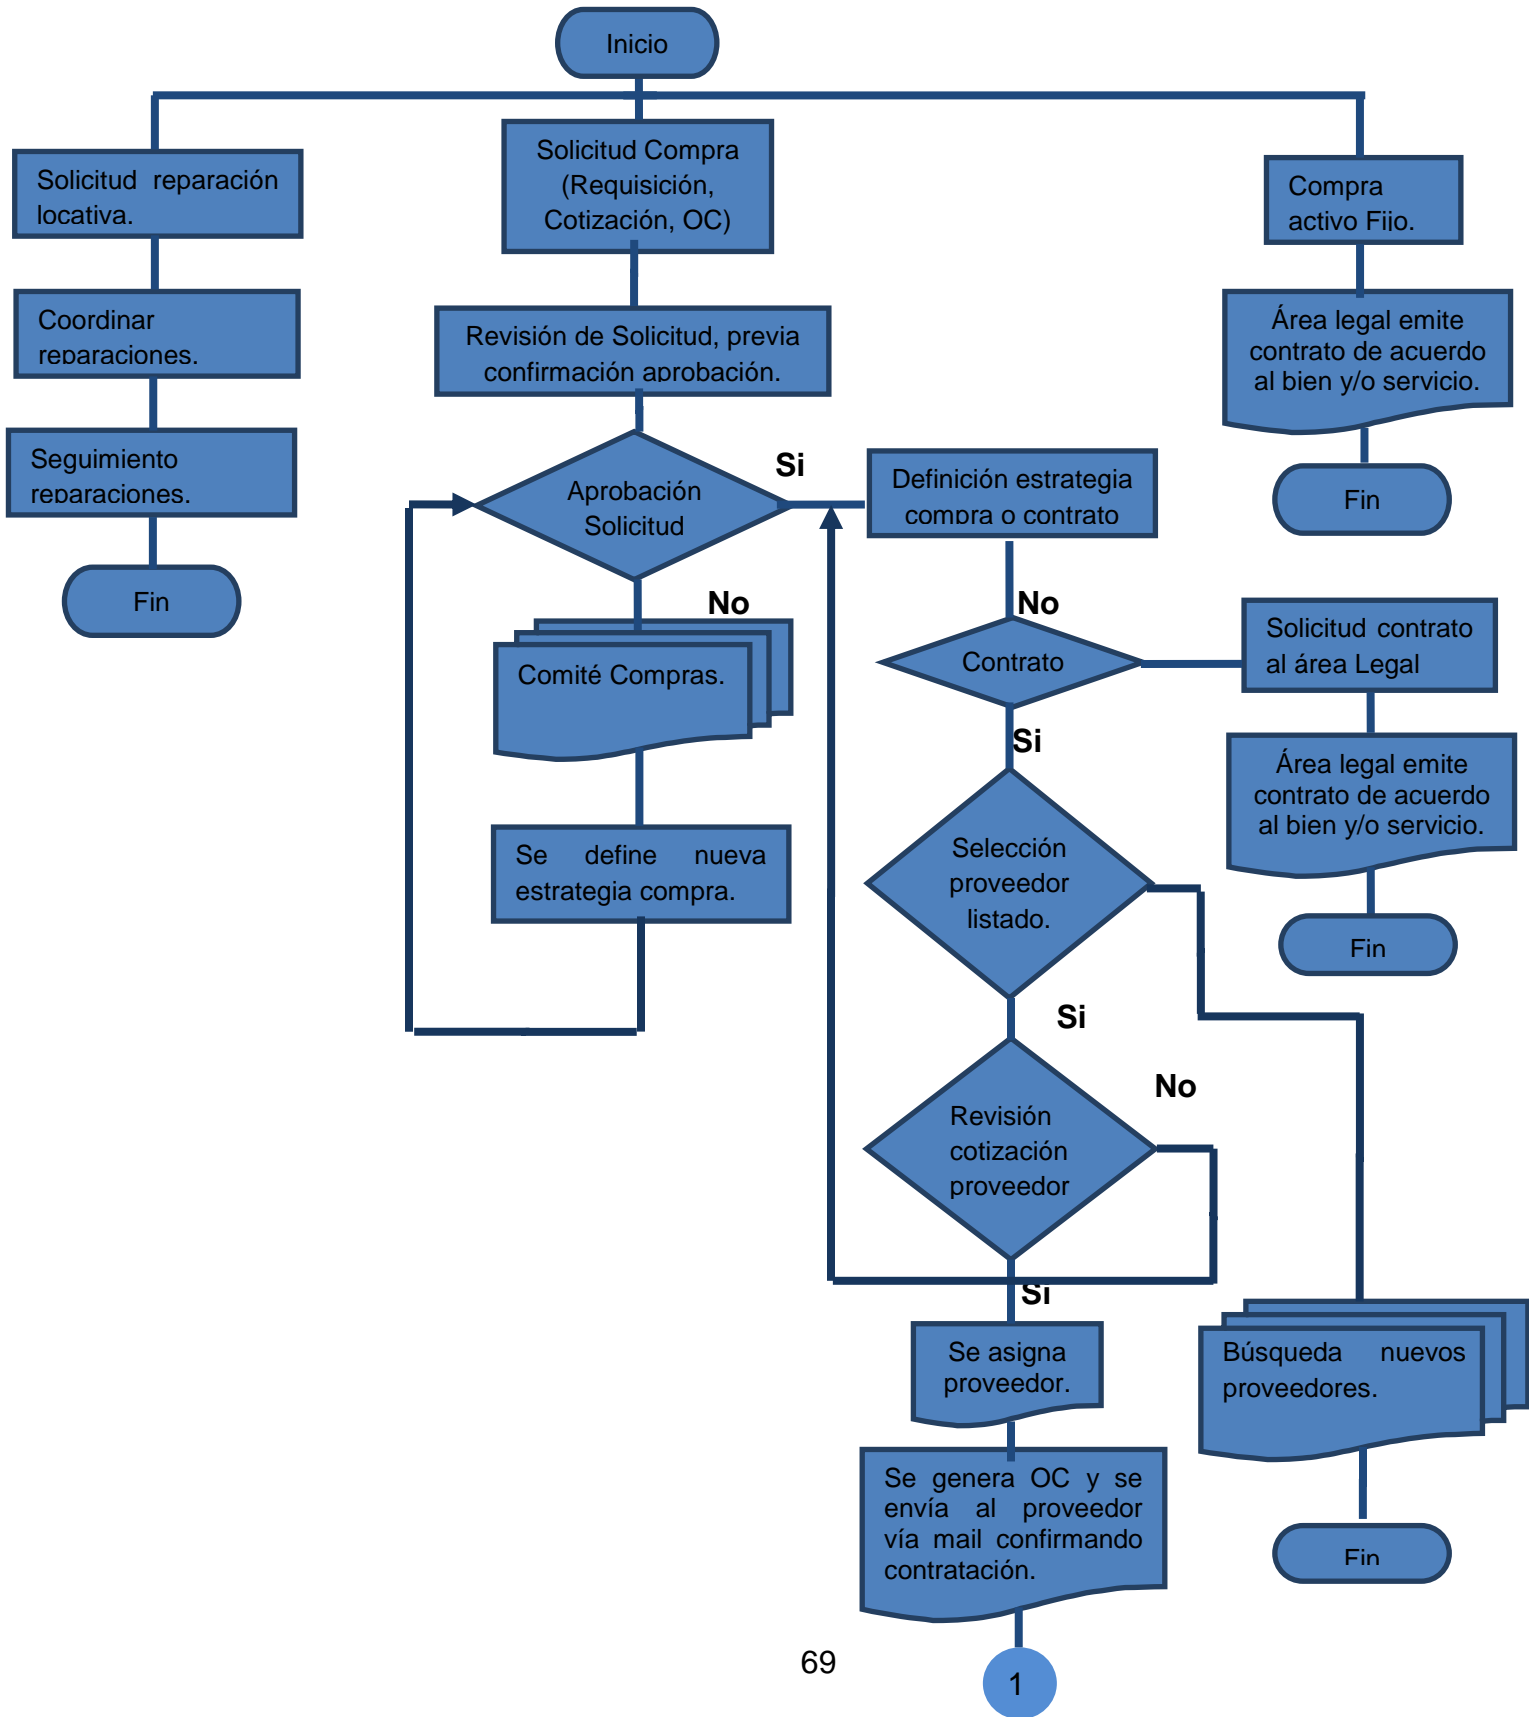 Inicio
Solicitud reparación
locativa.
Coordinar
reparaciones.
Seguimiento
reparaciones.
Fin
Solicitud Compra
(Requisición,
Cotización, OC)
Revisión de Solicitud, previa
confirmación aprobación.
Aprobación
Solicitud
Si
No
Comité Compras.
Se define nueva
estrategia compra.
Compra
activo Fijo.
Área legal emite
contrato de acuerdo
al bien y/o servicio.
Fin
Definición estrategia
compra o contrato
No
Contrato
Si
Solicitud contrato
al área Legal
Área legal emite
contrato de acuerdo
al bien y/o servicio.
Fin
Selección
proveedor
listado.
Si
No
Revisión
cotización
proveedor
Si
Se asigna
proveedor.
Búsqueda nuevos
proveedores.
Fin
Se genera OC y se
envía al proveedor
vía mail confirmando
contratación.
69
1